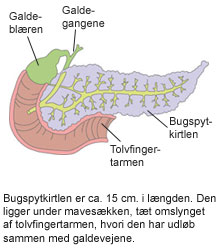 Galde-
blæren
Galde-
gangene
Bugspyt-
kirtlen
Tolvfinger-
tarmen
Bugspytkirtlen er ca. 15 cm. i længden. Den
ligger under mavesækken, tæt omslynget
af tolvfingertarmen, hvori den har udløb
sammen med galdevejene.